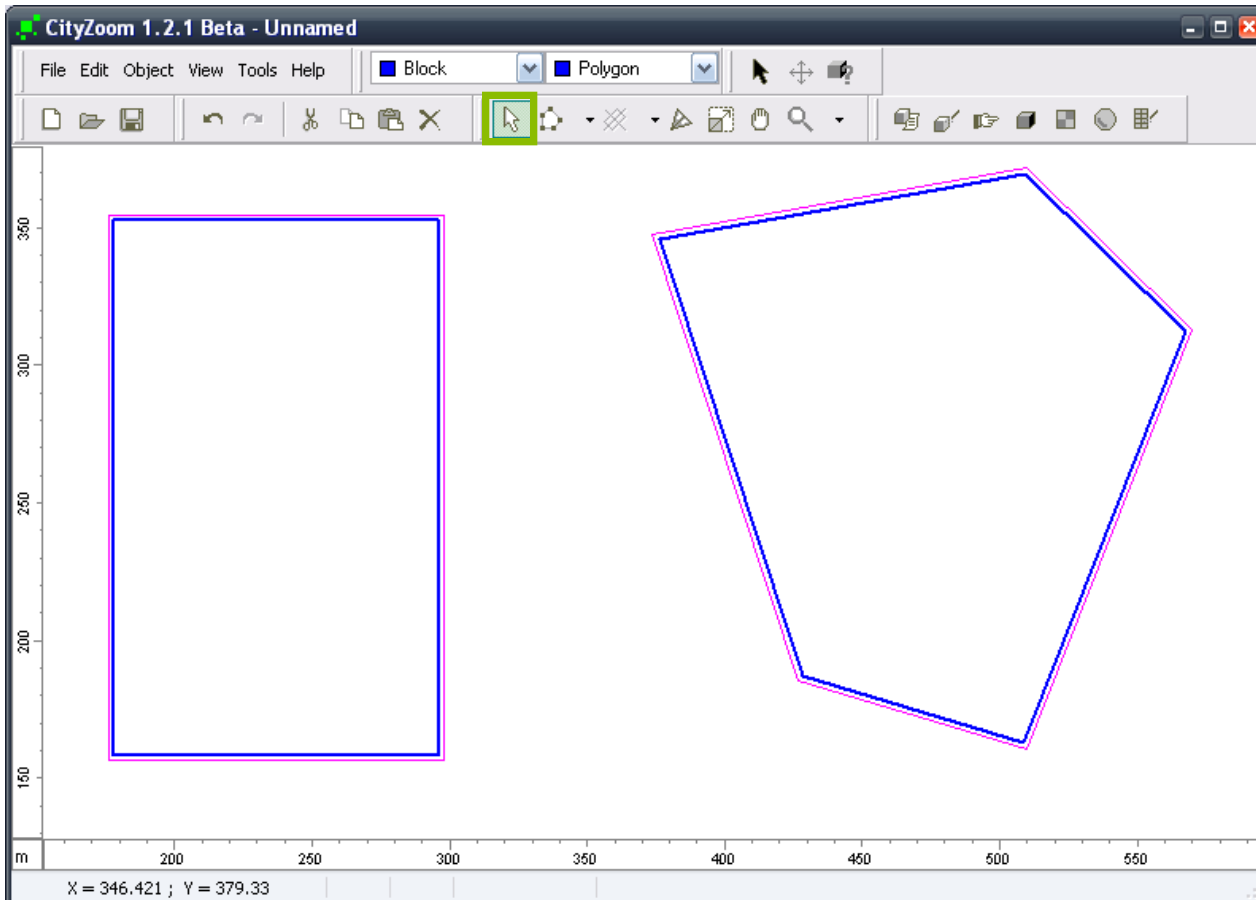 CityZoom 1.2.1 Beta - Unnamed
File Edit Object View Tools Help Block Polygon
350
300
250
200
150
m 200 250 300 350 400 450 500 550
X = 346.421 ; Y = 379.33